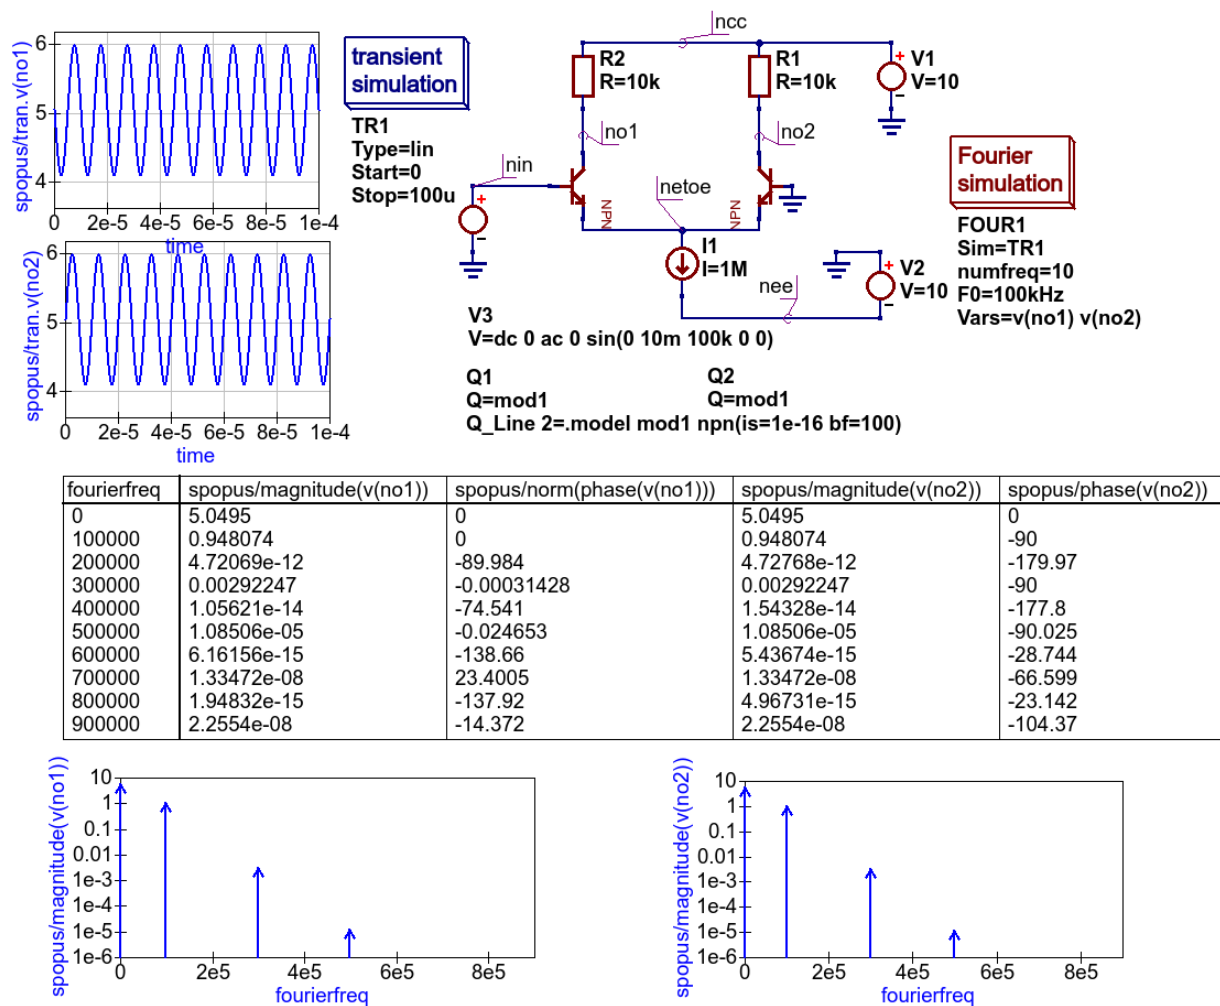 spopus/tran.v(no1)
6
5
4
0 2e-5 4e-5 6e-5 8e-5 1e-4
time
spopus/tran.v(no2)
6
5
4
0 2e-5 4e-5 6e-5 8e-5 1e-4
time
transient
simulation
TR1
Type=lin
Start=0
Stop=100u
ncc
R2
R=10k
R1
R=10k
V1
V=10
no1
no2
nin
netoe
NPN
NPN
I1
I=1M
nee
V2
V=10
V3
V=dc 0 ac 0 sin(0 10m 100k 0 0)
Q1
Q=mod1
Q2
Q=mod1
Q_Line 2=.model mod1 npn(is=1e-16 bf=100)
Fourier
simulation
FOUR1
Sim=TR1
numfreq=10
F0=100kHz
Vars=v(no1) v(no2)
fourierfreq spopus/magnitude(v(no1)) spopus/norm(phase(v(no1))) spopus/magnitude(v(no2)) spopus/phase(v(no2))
0 5.0495 0 5.0495 0
100000 0.948074 0 0.948074 -90
200000 4.72069e-12 -89.984 4.72768e-12 -179.97
300000 0.00292247 -0.00031428 0.00292247 -90
400000 1.05621e-14 -74.541 1.54328e-14 -177.8
500000 1.08506e-05 -0.024653 1.08506e-05 -90.025
600000 6.16156e-15 -138.66 5.43674e-15 -28.744
700000 1.33472e-08 23.4005 1.33472e-08 -66.599
800000 1.94832e-15 -137.92 4.96731e-15 -23.142
900000 2.2554e-08 -14.372 2.2554e-08 -104.37
spopus/magnitude(v(no1))
10
1
0.1
0.01
1e-3
1e-4
1e-5
1e-6
0 2e5 4e5 6e5 8e5
fourierfreq
spopus/magnitude(v(no2))
10
1
0.1
0.01
1e-3
1e-4
1e-5
1e-6
0 2e5 4e5 6e5 8e5
fourierfreq